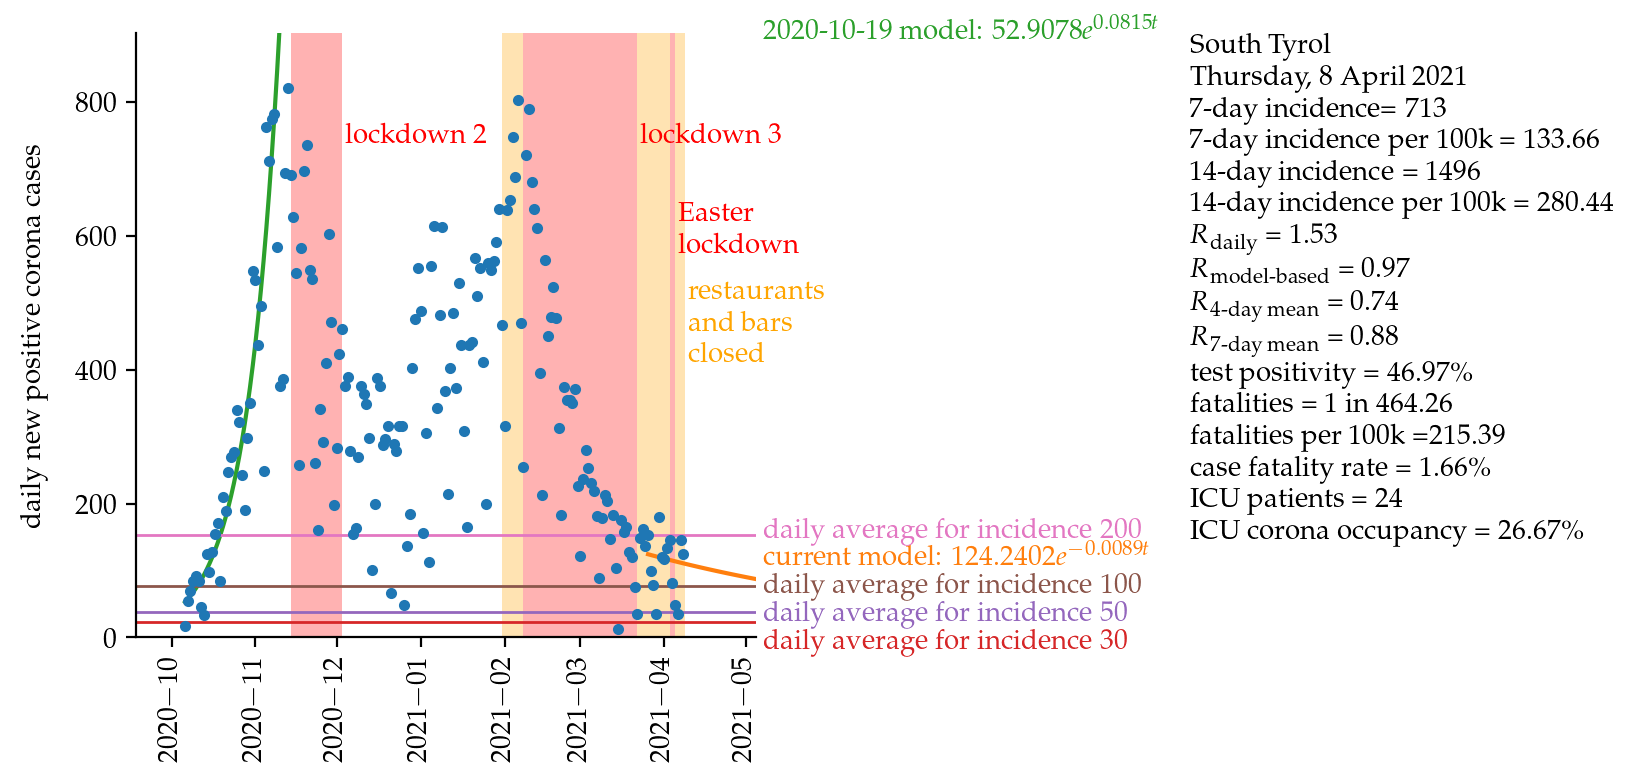 2020-10-19 model: 52.9078e^0.0815t
South Tyrol
Thursday, 8 April 2021
7-day incidence= 713
7-day incidence per 100k = 133.66
14-day incidence = 1496
14-day incidence per 100k = 280.44
R_daily = 1.53
R_model-based = 0.97
R_4-day mean = 0.74
R_7-day mean = 0.88
test positivity = 46.97%
fatalities = 1 in 464.26
fatalities per 100k =215.39
case fatality rate = 1.66%
ICU patients = 24
ICU corona occupancy = 26.67%
daily new positive corona cases
800
600
400
200
0
lockdown 2
lockdown 3
Easter
lockdown
restaurants
and bars
closed
daily average for incidence 200
current model: 124.2402e^−0.0089t
daily average for incidence 100
daily average for incidence 50
daily average for incidence 30
2020−10
2020−11
2020−12
2021−01
2021−02
2021−03
2021−04
2021−05